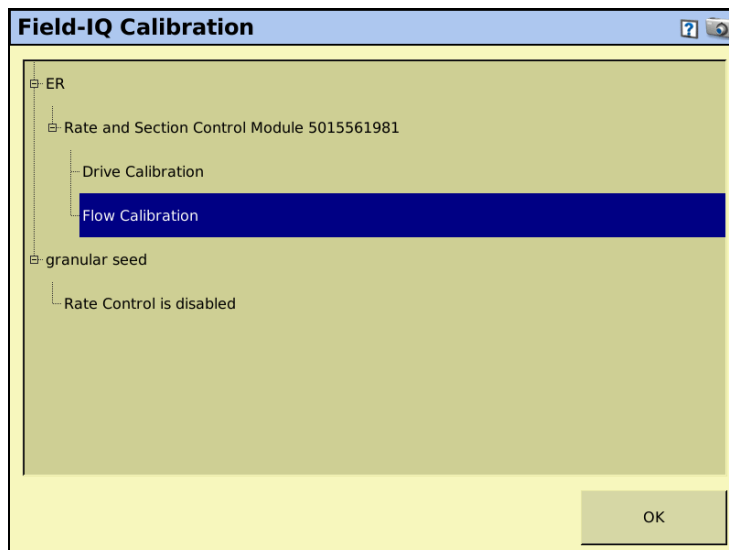 Field-IQ Calibration
?
ER
Rate and Section Control Module 5015561981
Drive Calibration
Flow Calibration
granular seed
Rate Control is disabled
OK